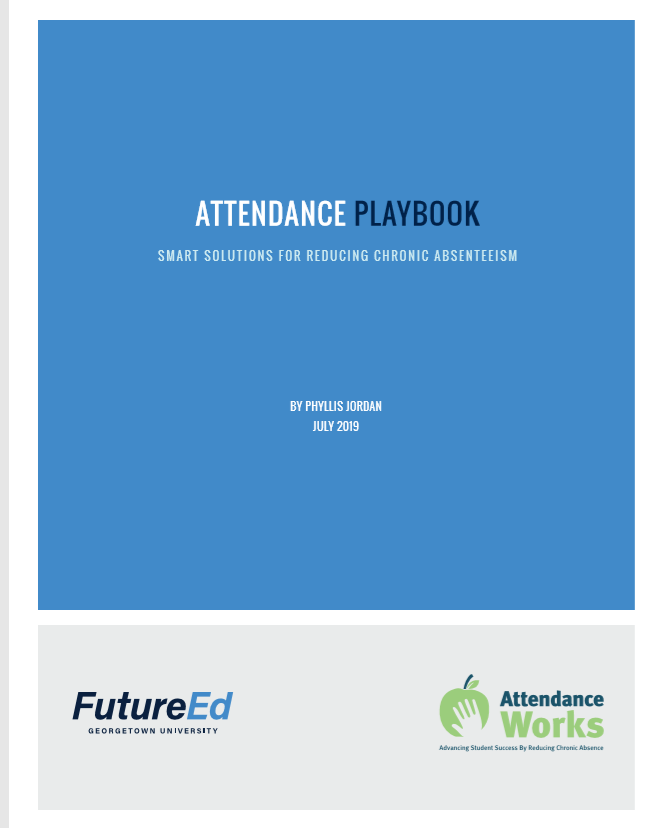 ATTENDANCE PLAYBOOK
SMART SOLUTIONS FOR REDUCING CHRONIC ABSENTEEISM
BY PHYLLIS JORDAN
JULY 2019
FutureEd
GEORGETOWN UNIVERSITY
Attendance
Works
Advancing Student Success By Reducing Chronic Absence